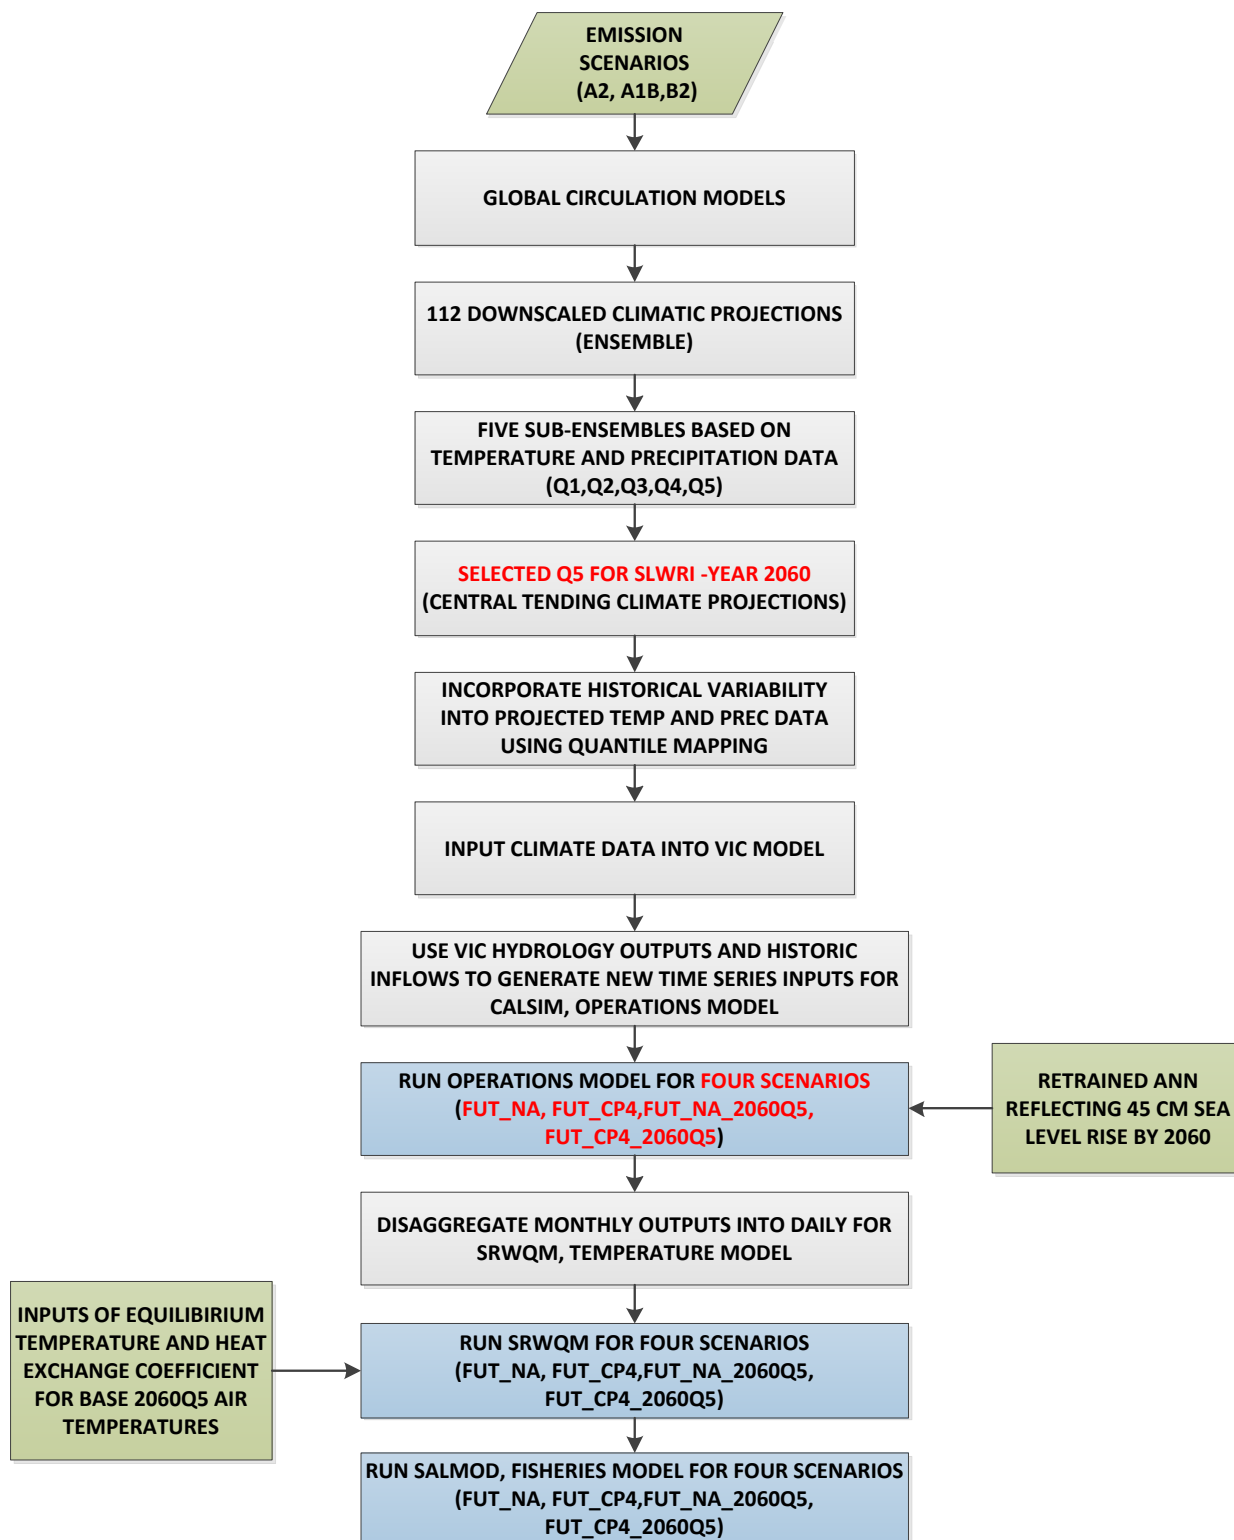 EMISSION
SCENARIOS
(A2, A1B,B2)
GLOBAL CIRCULATION MODELS
112 DOWNSCALED CLIMATIC PROJECTIONS
(ENSEMBLE)
FIVE SUB-ENSEMBLES BASED ON
TEMPERATURE AND PRECIPITATION DATA
(Q1,Q2,Q3,Q4,Q5)
SELECTED Q5 FOR SLWRI -YEAR 2060
(CENTRAL TENDING CLIMATE PROJECTIONS)
INCORPORATE HISTORICAL VARIABILITY
INTO PROJECTED TEMP AND PREC DATA
USING QUANTILE MAPPING
INPUT CLIMATE DATA INTO VIC MODEL
USE VIC HYDROLOGY OUTPUTS AND HISTORIC
INFLOWS TO GENERATE NEW TIME SERIES INPUTS FOR
CALSIM, OPERATIONS MODEL
RUN OPERATIONS MODEL FOR FOUR SCENARIOS
(FUT_NA, FUT_CP4,FUT_NA_2060Q5,
FUT_CP4_2060Q5)
RETRAINED ANN
REFLECTING 45 CM SEA
LEVEL RISE BY 2060
DISAGGREGATE MONTHLY OUTPUTS INTO DAILY FOR
SRWQM, TEMPERATURE MODEL
INPUTS OF EQUILIBIRIUM
TEMPERATURE AND HEAT
EXCHANGE COEFFICIENT
FOR BASE 2060Q5 AIR
TEMPERATURES
RUN SRWQM FOR FOUR SCENARIOS
(FUT_NA, FUT_CP4,FUT_NA_2060Q5,
FUT_CP4_2060Q5)
RUN SALMOD, FISHERIES MODEL FOR FOUR SCENARIOS
(FUT_NA, FUT_CP4,FUT_NA_2060Q5,
FUT_CP4_2060Q5)